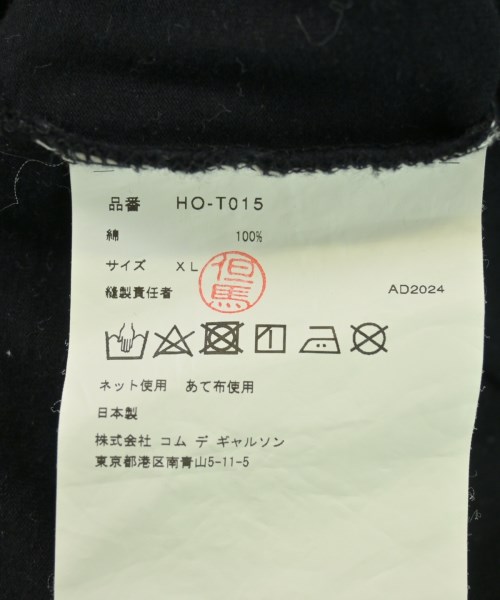 品番 HO-T015
綿 100%
サイズ XL
縫製責任者 但馬 AD2024
ネット使用 あて布使用
日本製
株式会社 コム デ ギャルソン
東京都港区南青山5-11-5